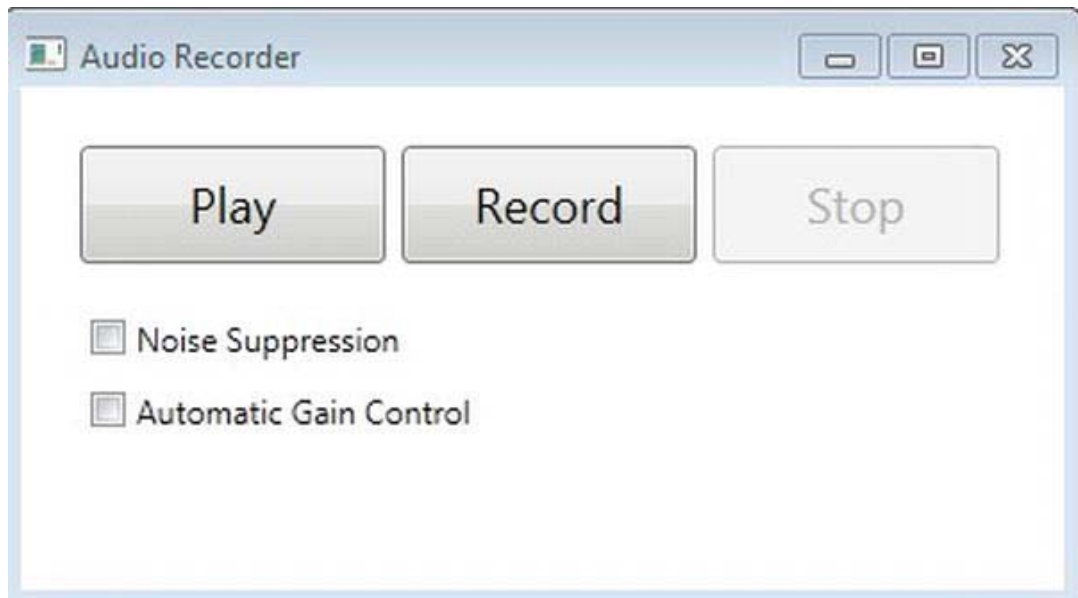 Audio Recorder
Play Record Stop
Noise Suppression
Automatic Gain Control